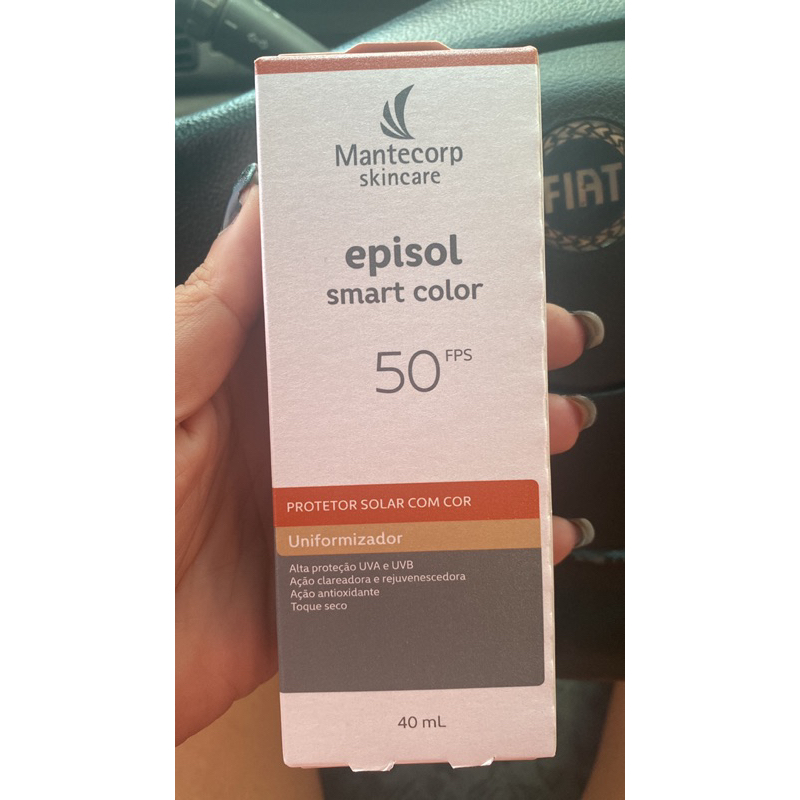 Mantecorp
skincare
FIAT
episol
smart color
50 FPS
PROTETOR SOLAR COM COR
Uniformizador
Alta proteção UVA e UVB
Ação clareadora e rejuvenescedora
Ação antioxidante
Toque seco
40 mL